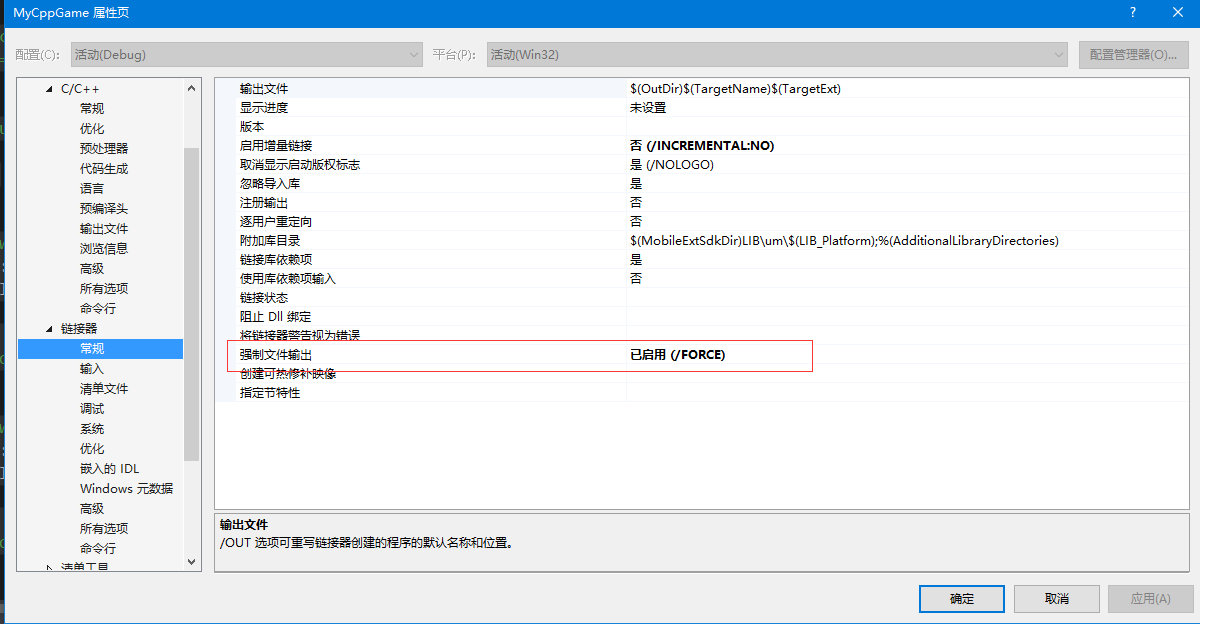 MyCppGame 属性页
配置(C): 活动(Debug) 平台(P): 活动(Win32) 配置管理器(O)...
C/C++
常规
优化
预处理器
代码生成
语言
预编译头
输出文件
浏览信息
高级
所有选项
命令行
链接器
常规
输入
清单文件
调试
系统
优化
嵌入的 IDL
Windows 元数据
高级
所有选项
命令行
清单工具
输出文件 $(OutDir)$(TargetName)$(TargetExt)
显示进度 未设置
版本
启用增量链接 否 (/INCREMENTAL:NO)
取消显示启动版权标志 是 (/NOLOGO)
忽略导入库 是
注册输出 否
逐用户重定向 否
附加库目录 $(MobileExtSdkDir)LIB\um\$(LIB_Platform);%(AdditionalLibraryDirectories)
链接库依赖项 是
使用库依赖项输入 否
链接状态
阻止 Dll 绑定
将链接器警告视为错误
强制文件输出 已启用 (/FORCE)
创建可热修补映像
指定节特性
输出文件
/OUT 选项可重写链接器创建的程序的默认名称和位置。
确定 取消 应用(A)